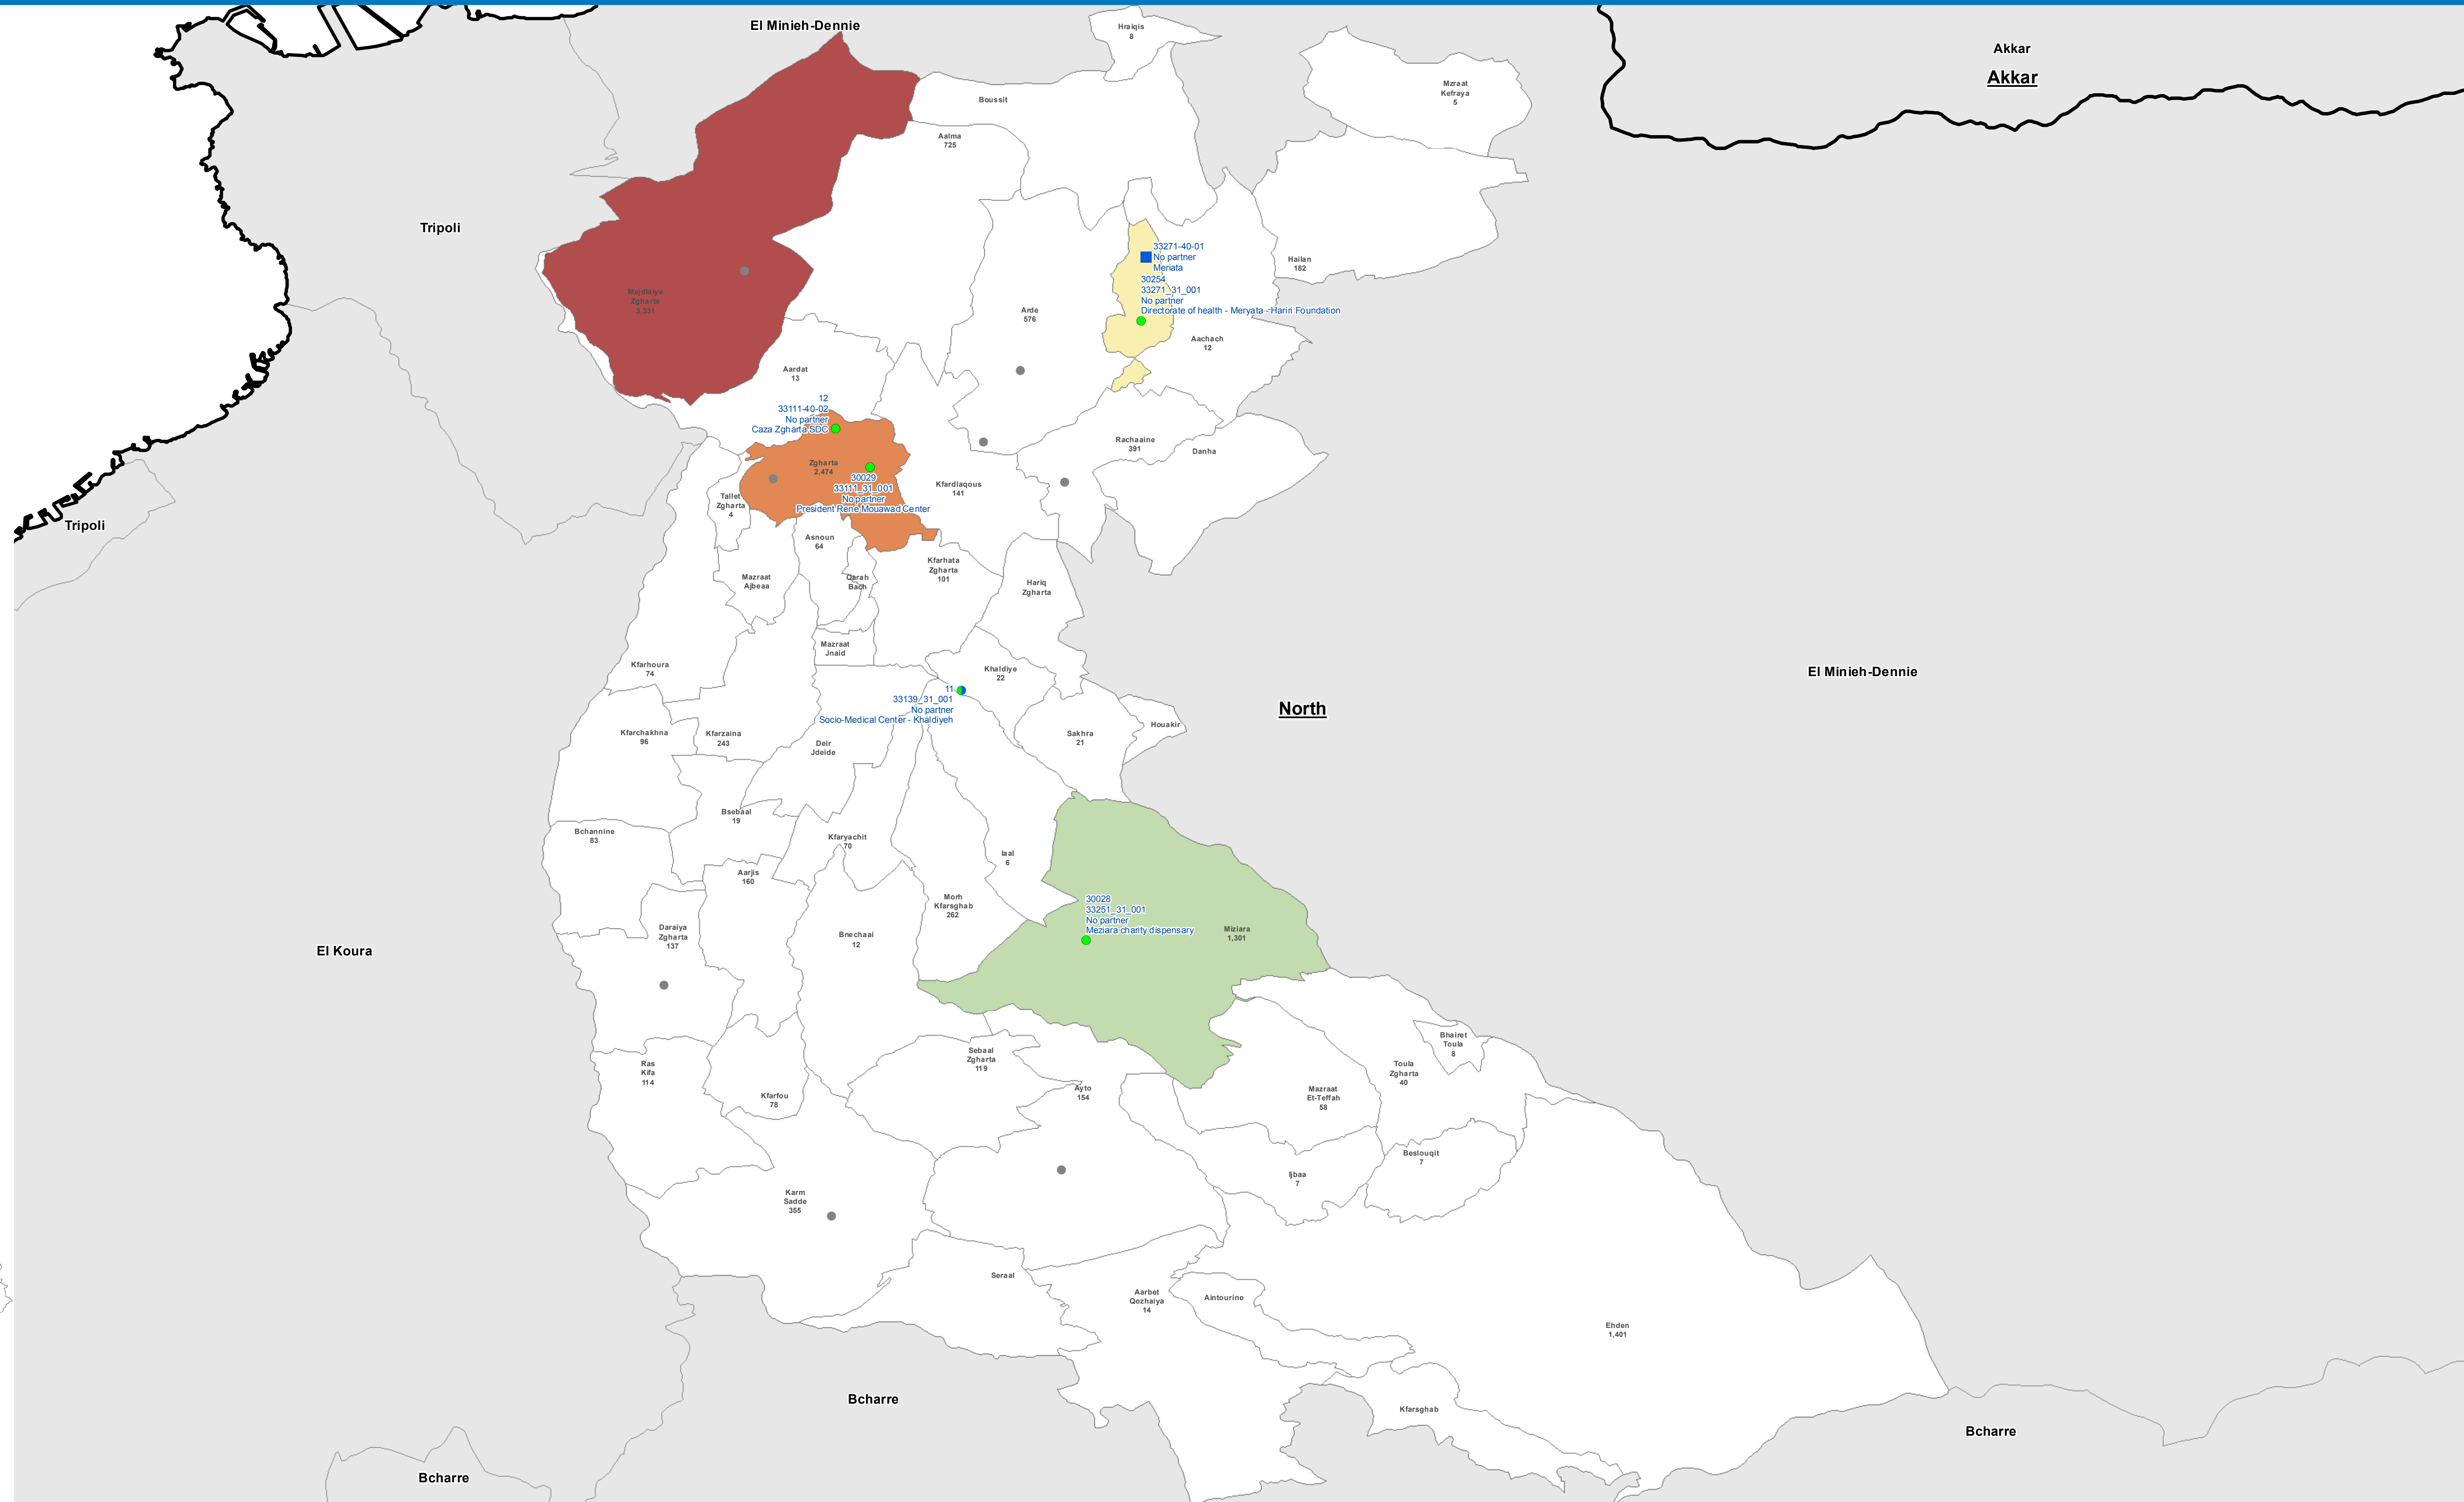 El Minieh-Dennie
Hraiqis
8
Akkar
Akkar
Mzraat
Kefraya
5
Boussit
Aalma
725
Tripoli
33271-40-01
No partner
Meriata
30254
33271_31_001
No partner
Directorate of health - Meryata - Hariri Foundation
Hailan
182
Mejdlaiya
Zgharta
3,331
Arde
576
Aachach
12
Aardat
13
12
33111-40-02
No partner
Caza Zgharta SDC
Rachaaine
391
Danha
Zgharta
2,474
30029
33111_31_001
No partner
President Rene Mouawad Center
Kfardlaqous
141
Tallet
Zgharta
4
Tripoli
Asnoun
64
Kfarhata
Zgharta
101
Mazraat
Ajbeaa
Qarah
Bach
Hariq
Zgharta
Mazraat
Jnaid
Kfarhoura
74
Khaldiye
22
El Minieh-Dennie
11
33139_31_001
No partner
Socio-Medical Center - Khaldiyeh
North
Kfarchakhna
96
Kfarzaina
243
Deir
Jdeide
Sakhra
21
Houakir
Bsebaal
19
Bchannine
83
Kfaryachit
70
Iaal
6
Aarjis
160
Morh
Kfarsghab
262
30028
33251_31_001
No partner
Meziara charity dispensary
Miziara
1,301
Daraiya
Zgharta
137
Bnechaai
12
El Koura
Ras
Kifa
114
Sebaal
Zgharta
119
Bhairet
Toula
8
Toula
Zgharta
40
Kfarfou
78
Ayto
154
Mazraat
Et-Teffah
58
Beslouqit
7
Ijbaa
7
Karm
Sadde
355
Seraal
Aarbet
Qozhaiya
14
Aintourine
Ehden
1,401
Bcharre
Kfarsghab
Bcharre
Bcharre